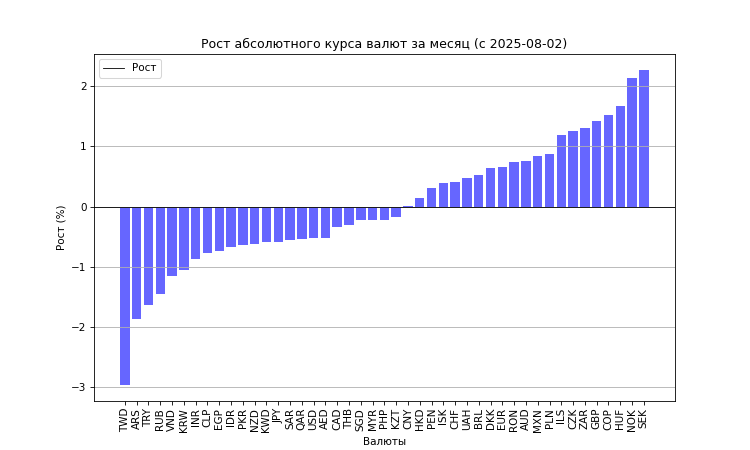 Рост абсолютного курса валют за месяц (с 2025-08-02)
Рост
2
1
0
−1
−2
−3
Рост (%)
TWD ARS TRY RUB VND KRW INR CLP EGP IDR PKR NZD KWD JPY SAR QAR USD AED CAD THB SGD MYR PHP KZT CNY HKD PEN ISK CHF UAH BRL DKK EUR RON AUD MXN PLN ILS CZK ZAR GBP COP HUF NOK SEK
Валюты